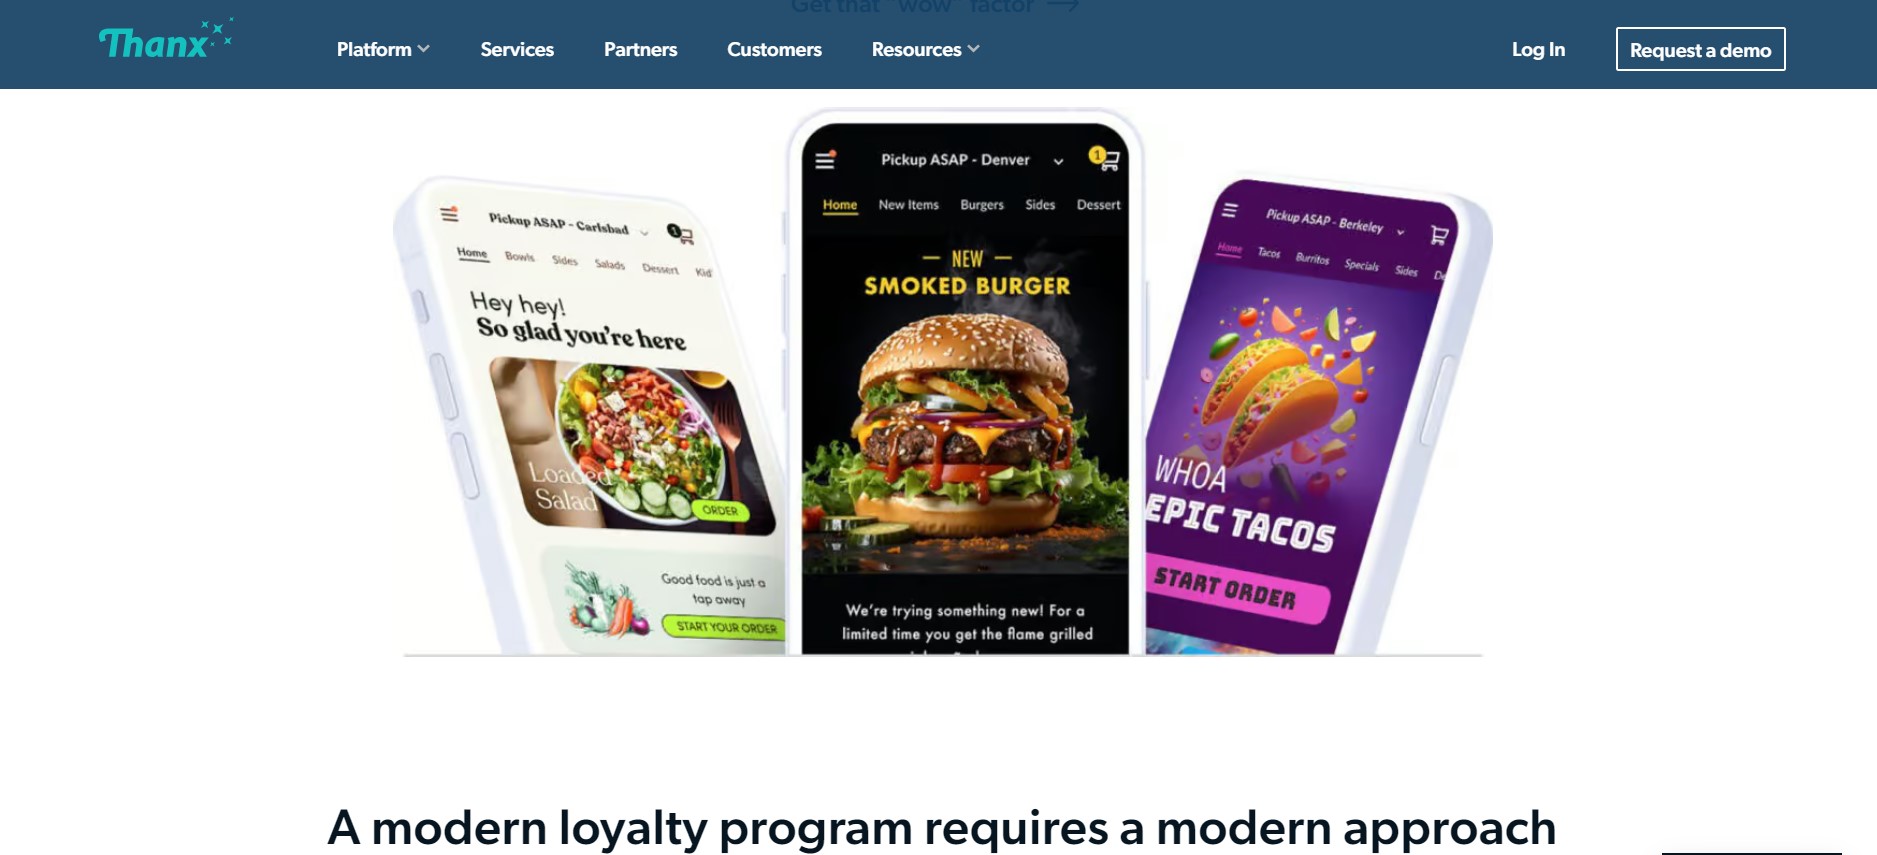 Get that "wow" factor
Thanx
Platform
Services
Partners
Customers
Resources
Log In
Request a demo
Pickup ASAP - Carlsbad
1
Home Bowls Sides Salads Dessert Kid
Hey hey!
So glad you're here
Loaded
Salad
ORDER
Good food is just a
tap away
START YOUR ORDER
Pickup ASAP - Denver
1
Home New Items Burgers Sides Dessert
NEW
SMOKED BURGER
We're trying something new! For a
limited time you get the flame grilled
Pickup ASAP - Berkeley
Home Tacos Burritos Specials Sides De
WHOA
EPIC TACOS
START ORDER
A modern loyalty program requires a modern approach